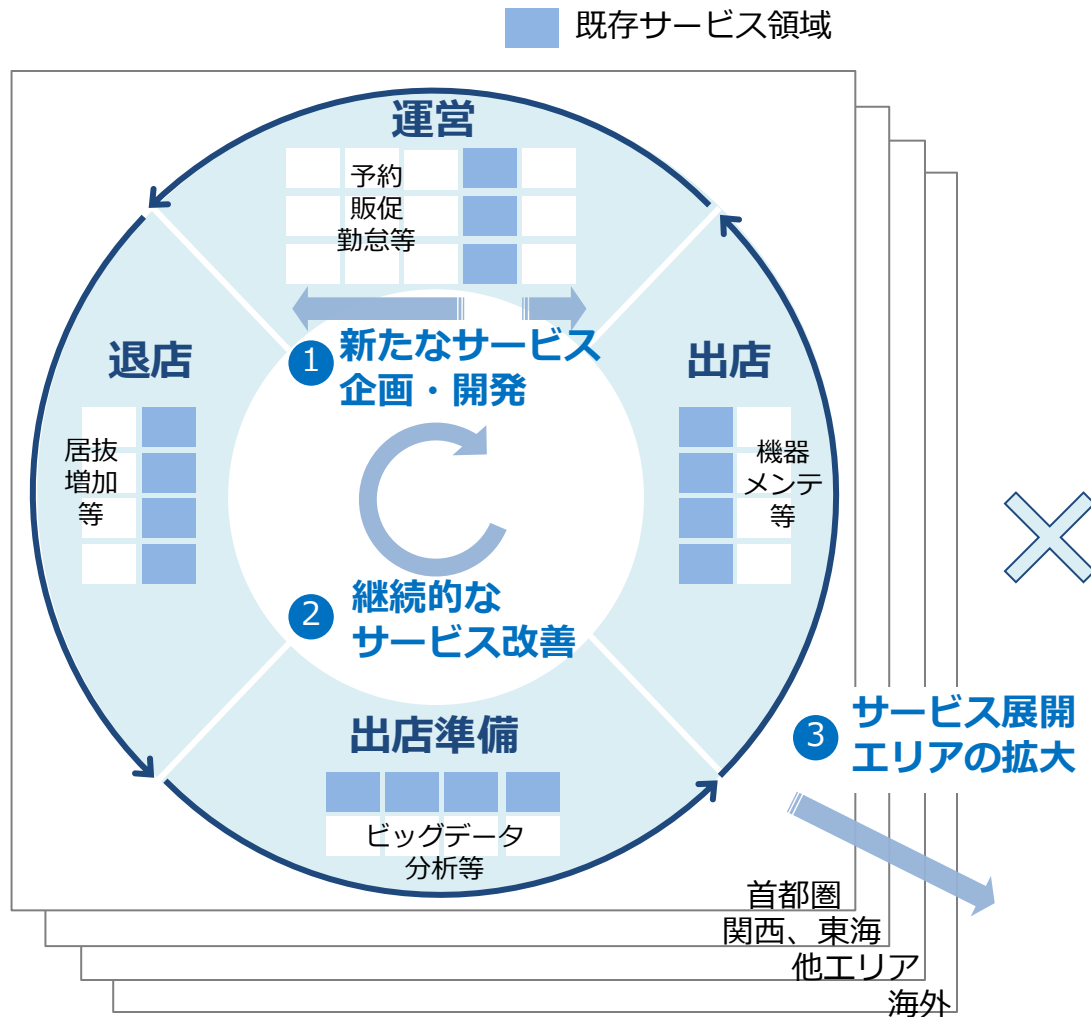 既存サービス領域
運営
予約
販促
勤怠等
1 新たなサービス
企画・開発
退店
居抜
増加
等
出店
機器
メンテ
等
2 継続的な
サービス改善
出店準備
ビッグデータ
分析等
3 サービス展開
エリアの拡大
首都圏
関西、東海
他エリア
海外